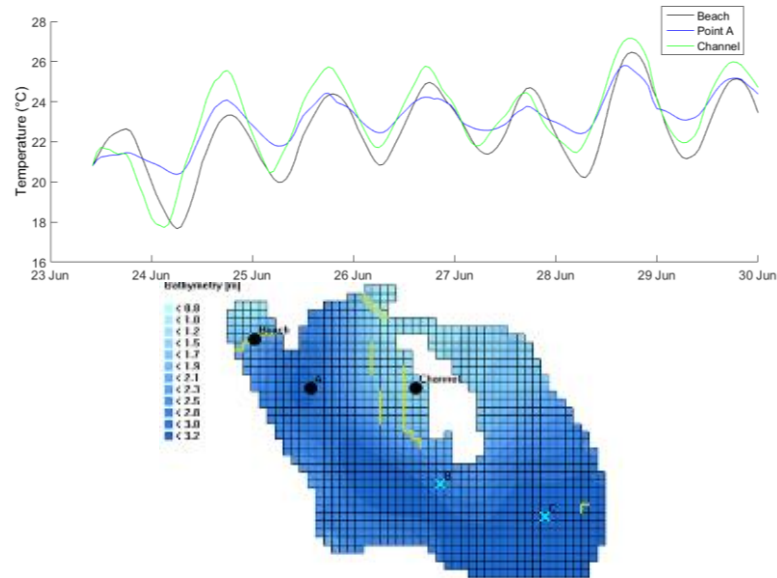 28
26
24
22
20
18
16
Temperature (°C)
Beach
Point A
Channel
23 Jun
24 Jun
25 Jun
26 Jun
27 Jun
28 Jun
29 Jun
30 Jun
Bathymetry [m]
< 0.8
< 1.0
< 1.2
< 1.5
< 1.7
< 1.9
< 2.1
< 2.3
< 2.5
< 2.8
< 3.0
< 3.2
Beach
A
Channel
B
C